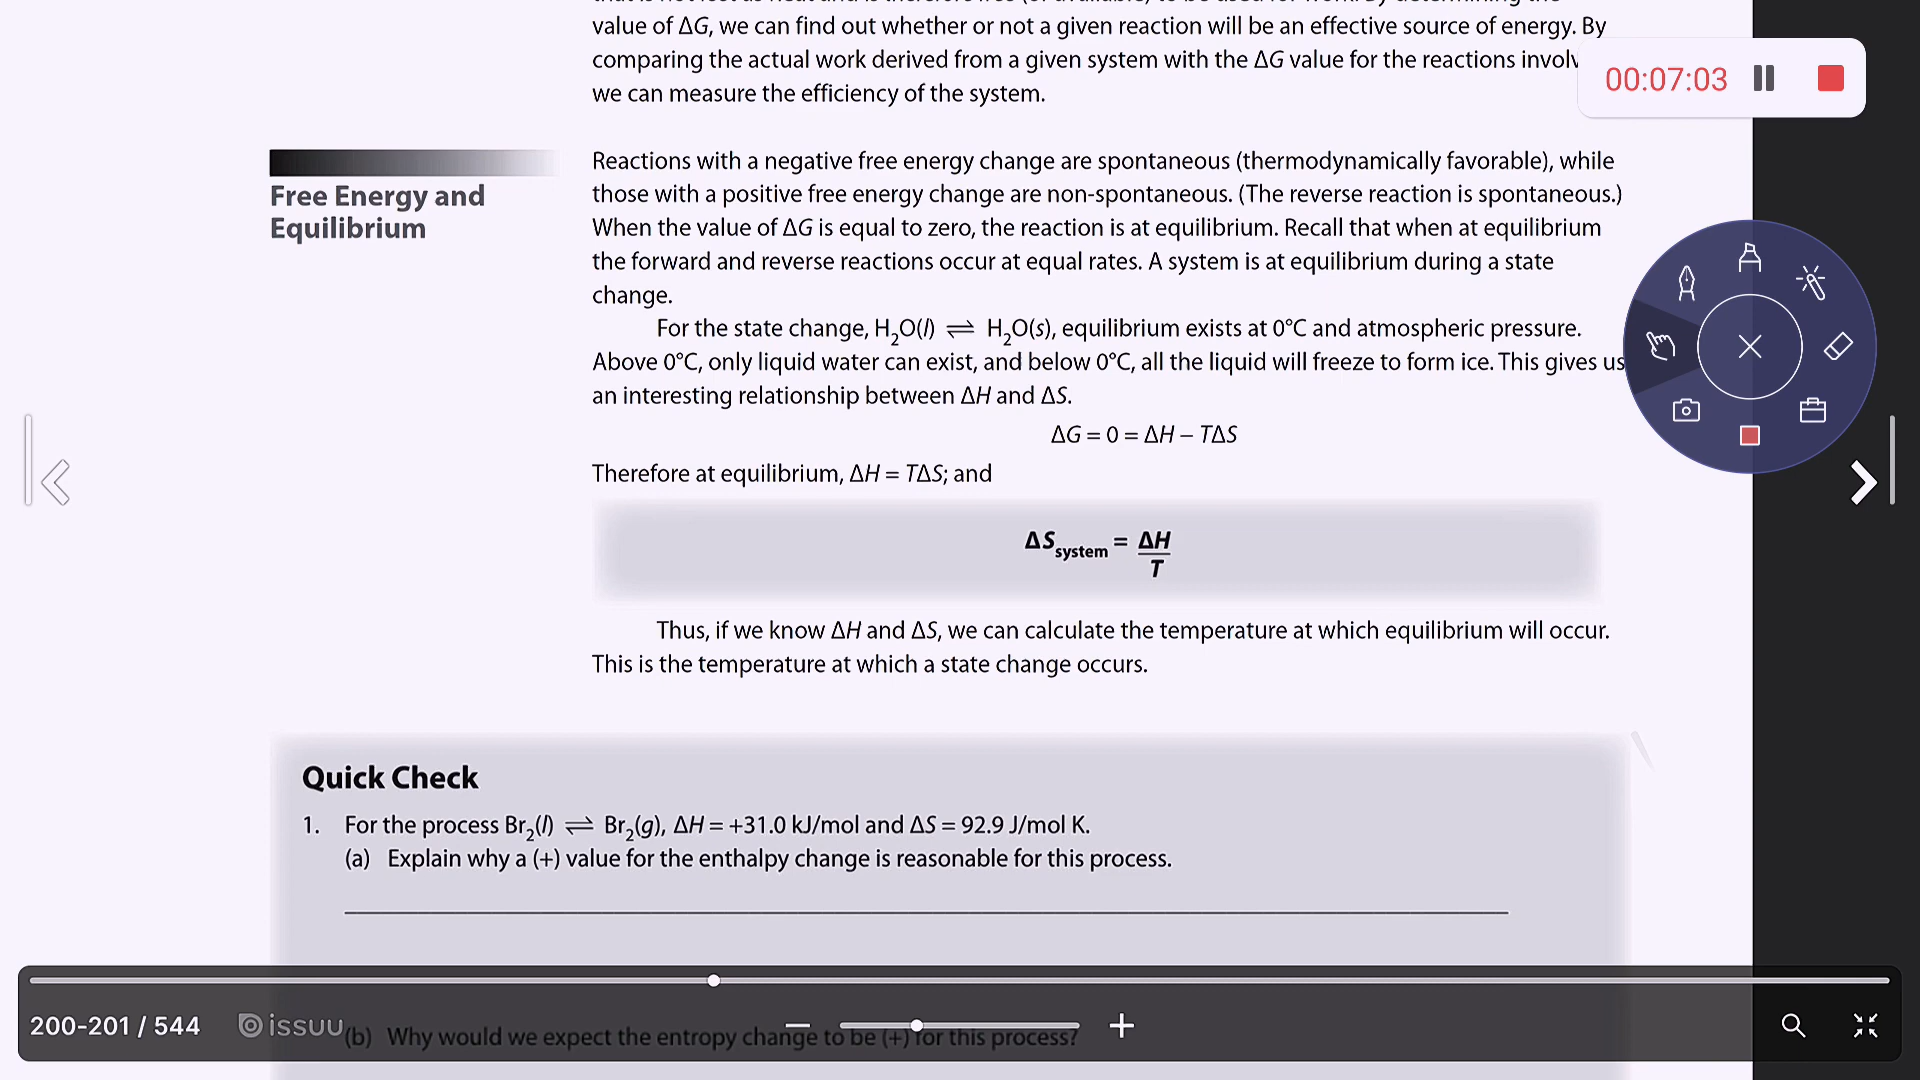 value of ΔG, we can find out whether or not a given reaction will be an effective source of energy. By
comparing the actual work derived from a given system with the ΔG value for the reactions
we can measure the efficiency of the system.
00:07:03
Free Energy and
Equilibrium
Reactions with a negative free energy change are spontaneous (thermodynamically favorable), while
those with a positive free energy change are non-spontaneous. (The reverse reaction is spontaneous.)
When the value of ΔG is equal to zero, the reaction is at equilibrium. Recall that when at equilibrium
the forward and reverse reactions occur at equal rates. A system is at equilibrium during a state
change.
For the state change, H₂O(l) ⇌ H₂O(s), equilibrium exists at 0°C and atmospheric pressure.
Above 0°C, only liquid water can exist, and below 0°C, all the liquid will freeze to form ice. This gives us
an interesting relationship between ΔH and ΔS.
ΔG = 0 = ΔH – TΔS
Therefore at equilibrium, ΔH = TΔS; and
ΔS system = ΔH / T
Thus, if we know ΔH and ΔS, we can calculate the temperature at which equilibrium will occur.
This is the temperature at which a state change occurs.
Quick Check
1. For the process Br₂(l) ⇌ Br₂(g), ΔH = +31.0 kJ/mol and ΔS = 92.9 J/mol K.
(a) Explain why a (+) value for the enthalpy change is reasonable for this process.
(b) Why would we expect the entropy change to be (+) for this process?
200-201 / 544
issuu